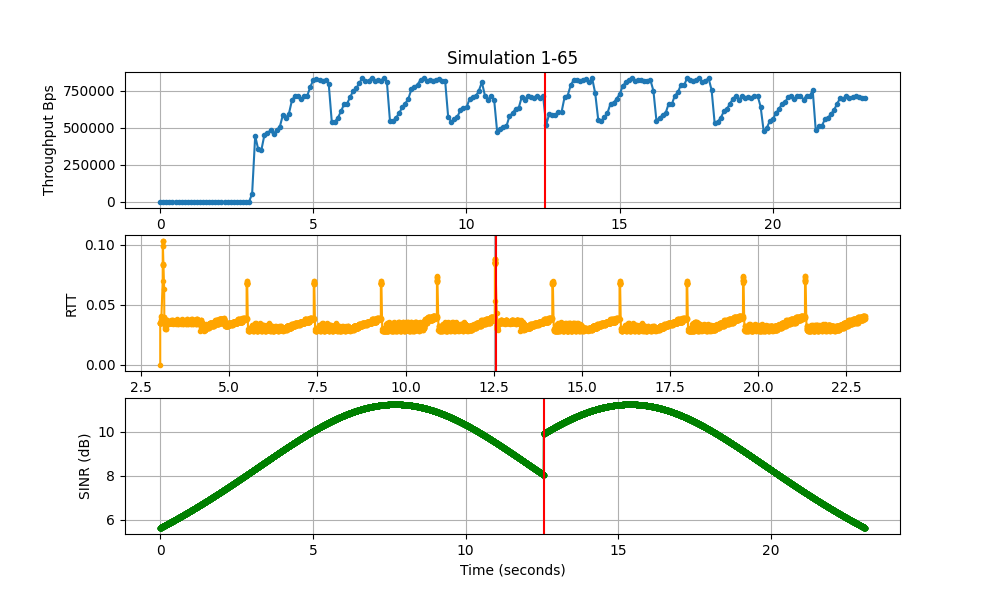 Simulation 1-65
Throughput Bps
750000
500000
250000
0
0 5 10 15 20
RTT
0.10
0.05
0.00
2.5 5.0 7.5 10.0 12.5 15.0 17.5 20.0 22.5
SINR (dB)
10
8
6
0 5 10 15 20
Time (seconds)